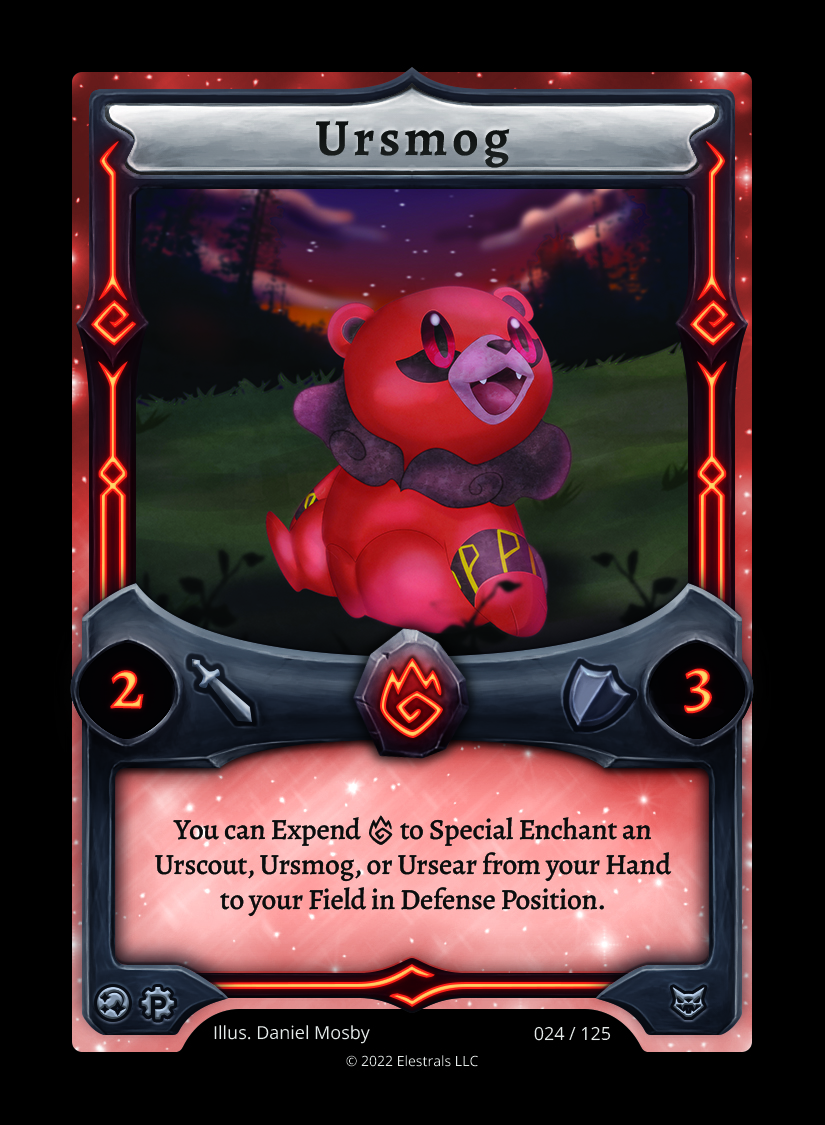 Ursmog
2
3
You can Expend to Special Enchant an
Urscout, Ursmog, or Ursear from your Hand
to your Field in Defense Position.
P
Illus. Daniel Mosby
024 / 125
© 2022 Elestrals LLC